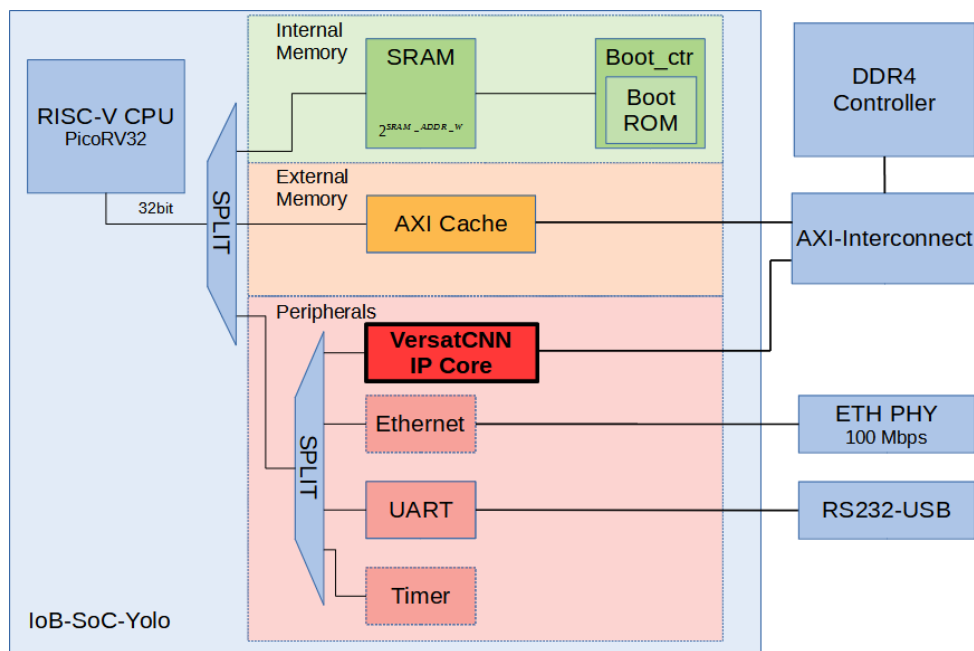 Internal
Memory
SRAM
2^SRAM_ADDR_W
Boot_ctr
Boot
ROM
DDR4
Controller
RISC-V CPU
PicoRV32
32bit
SPLIT
External
Memory
AXI Cache
AXI-Interconnect
Peripherals
VersatCNN
IP Core
SPLIT
Ethernet
ETH PHY
100 Mbps
UART
RS232-USB
Timer
IoB-SoC-Yolo